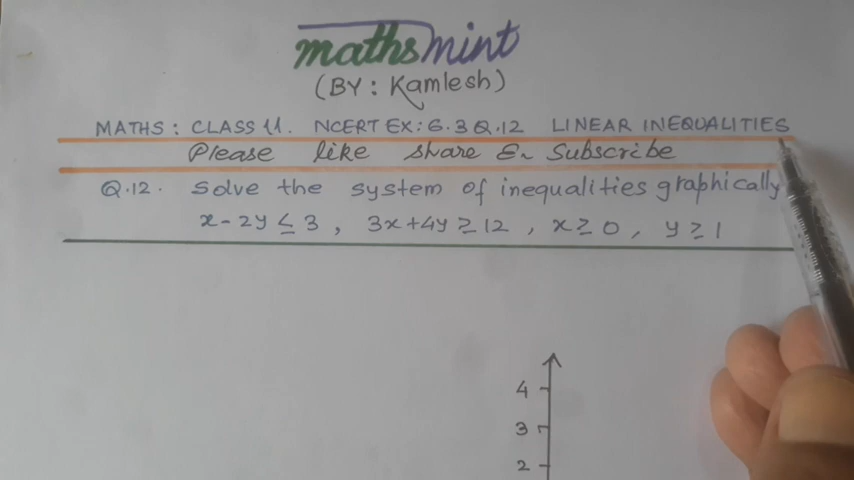 mathsmint
(BY: Kamlesh)
MATHS: CLASS 11. NCERT EX: 6.3 Q.12 LINEAR INEQUALITIES
Please like share & Subscribe
Q.12. Solve the system of inequalities graphically
x-2y ≤ 3, 3x+4y ≥ 12, x ≥ 0, y ≥ 1
4
3
2